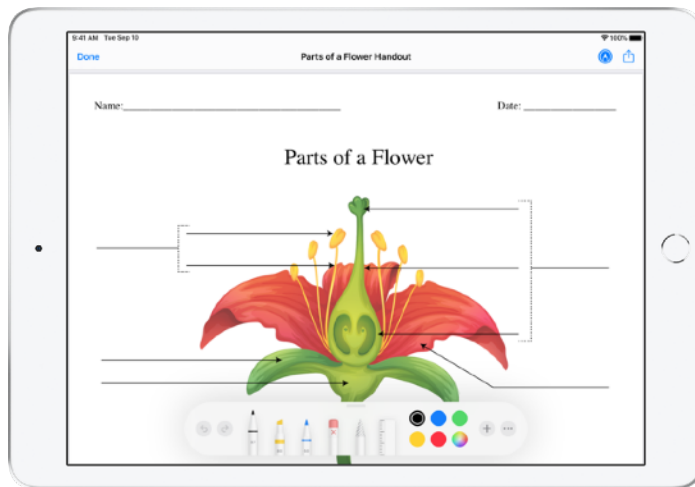 9:41 AM Tue Sep 10 100%
Done Parts of a Flower Handout
Name: Date:
Parts of a Flower